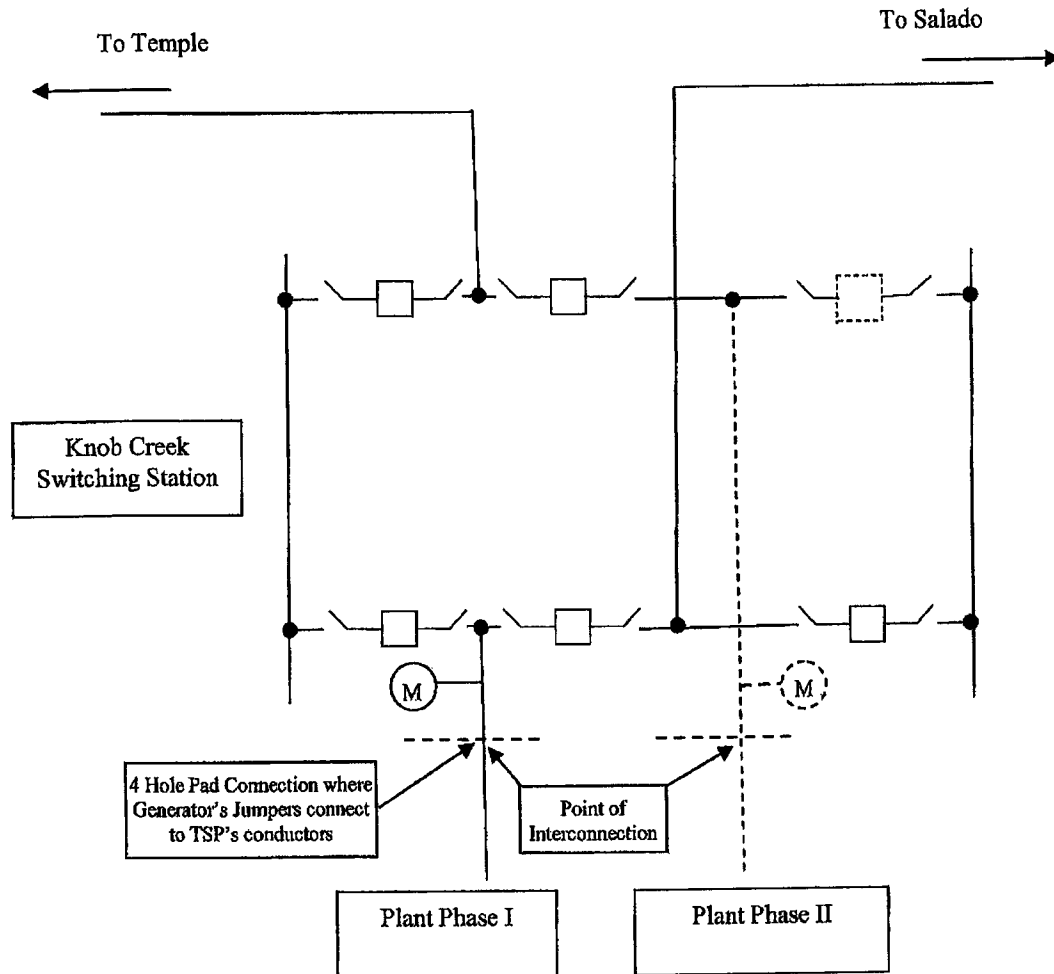 To Temple
To Salado
Knob Creek
Switching Station
M
M
4 Hole Pad Connection where
Generator's Jumpers connect
to TSP's conductors
Point of
Interconnection
Plant Phase I
Plant Phase II